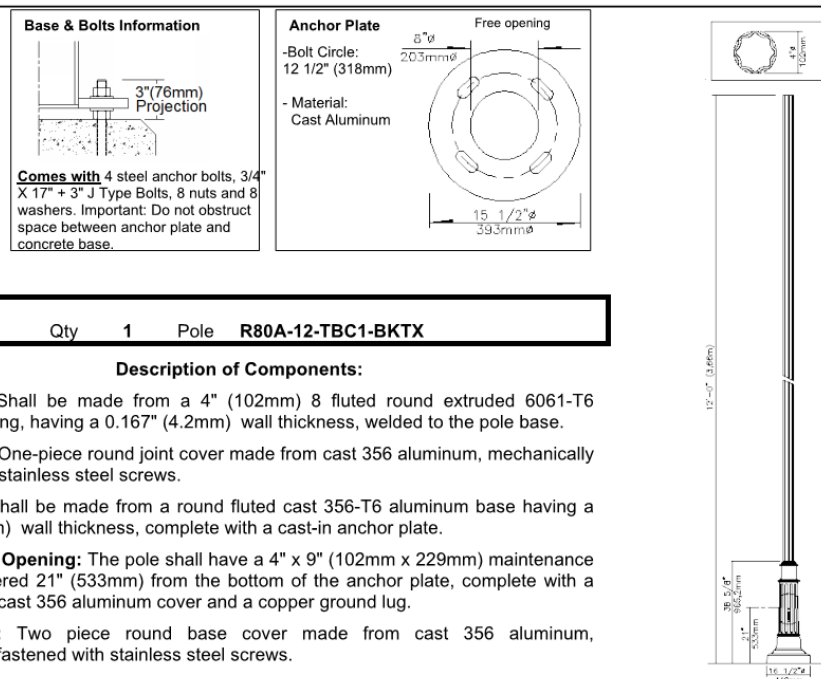 Base & Bolts Information
3"(76mm)
Projection
Comes with 4 steel anchor bolts, 3/4"
X 17" + 3" J Type Bolts, 8 nuts and 8
washers. Important: Do not obstruct
space between anchor plate and
concrete base.
Anchor Plate
-Bolt Circle:
12 1/2" (318mm)
- Material:
Cast Aluminum
Free opening
8"ø
203mmø
15 1/2"ø
393mmø
4"ø
102mm
Qty 1 Pole R80A-12-TBC1-BKTX
Description of Components:
Shall be made from a 4" (102mm) 8 fluted round extruded 6061-T6
ng, having a 0.167" (4.2mm) wall thickness, welded to the pole base.
One-piece round joint cover made from cast 356 aluminum, mechanically
stainless steel screws.
hall be made from a round fluted cast 356-T6 aluminum base having a
) wall thickness, complete with a cast-in anchor plate.
Opening: The pole shall have a 4" x 9" (102mm x 229mm) maintenance
ered 21" (533mm) from the bottom of the anchor plate, complete with a
cast 356 aluminum cover and a copper ground lug.
: Two piece round base cover made from cast 356 aluminum,
fastened with stainless steel screws.
12'-0" (3,66m)
38 5/8"
21"
533mm
16 1/2"ø